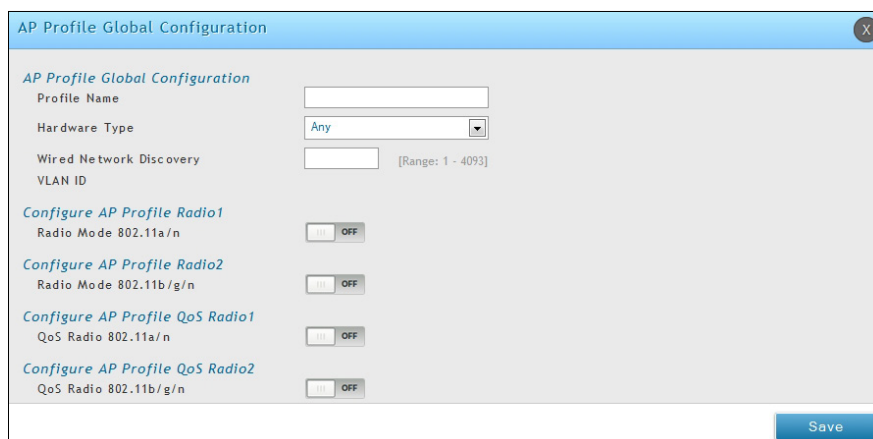 AP Profile Global Configuration
X
AP Profile Global Configuration
Profile Name
Hardware Type
Any
Wired Network Discovery
VLAN ID
[Range: 1 - 4093]
Configure AP Profile Radio1
Radio Mode 802.11a/n
OFF
Configure AP Profile Radio2
Radio Mode 802.11b/g/n
OFF
Configure AP Profile QoS Radio1
QoS Radio 802.11a/n
OFF
Configure AP Profile QoS Radio2
QoS Radio 802.11b/g/n
OFF
Save